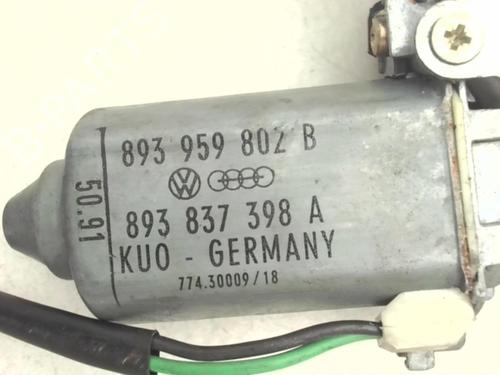 893 959 802 B
893 837 398 A
KUO - GERMANY
774.30009/18
50.91